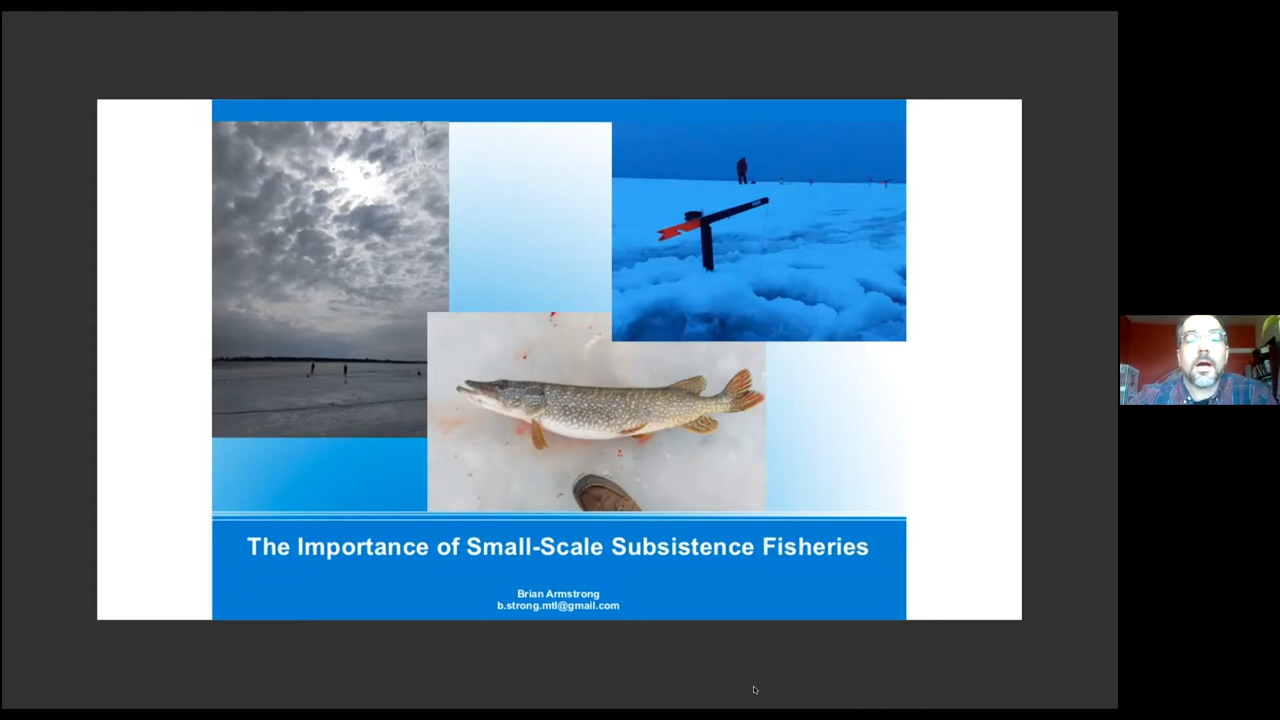 The Importance of Small-Scale Subsistence Fisheries
Brian Armstrong
b.strong.mtl@gmail.com